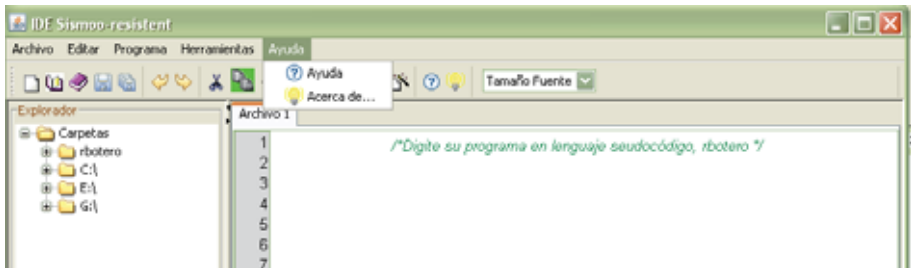 IDE Sismoo-resistent
Archivo Editar Programa Herramientas Ayuda
Ayuda
Acerca de...
Tamaño Fuente
Explorador
Carpetas
rbotero
C:\
E:\
G:\
Archivo 1
1 /*Digite su programa en lenguaje seudocódigo, rbotero */
2
3
4
5
6
7